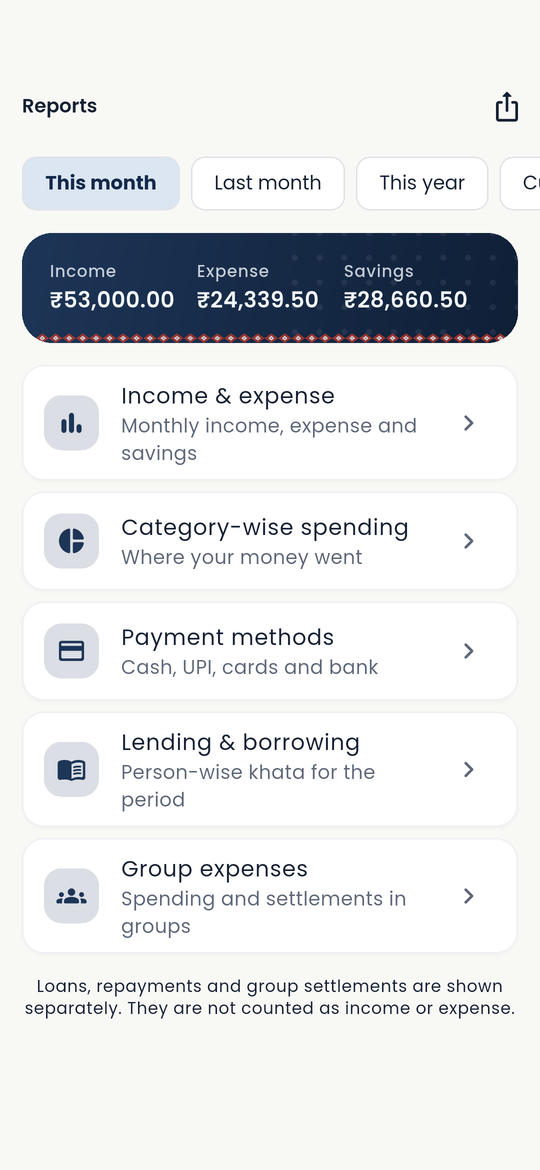 Reports
This month
Last month
This year
Income
Expense
Savings
₹53,000.00
₹24,339.50
₹28,660.50
Income & expense
Monthly income, expense and
savings
Category-wise spending
Where your money went
Payment methods
Cash, UPI, cards and bank
Lending & borrowing
Person-wise khata for the
period
Group expenses
Spending and settlements in
groups
Loans, repayments and group settlements are shown
separately. They are not counted as income or expense.